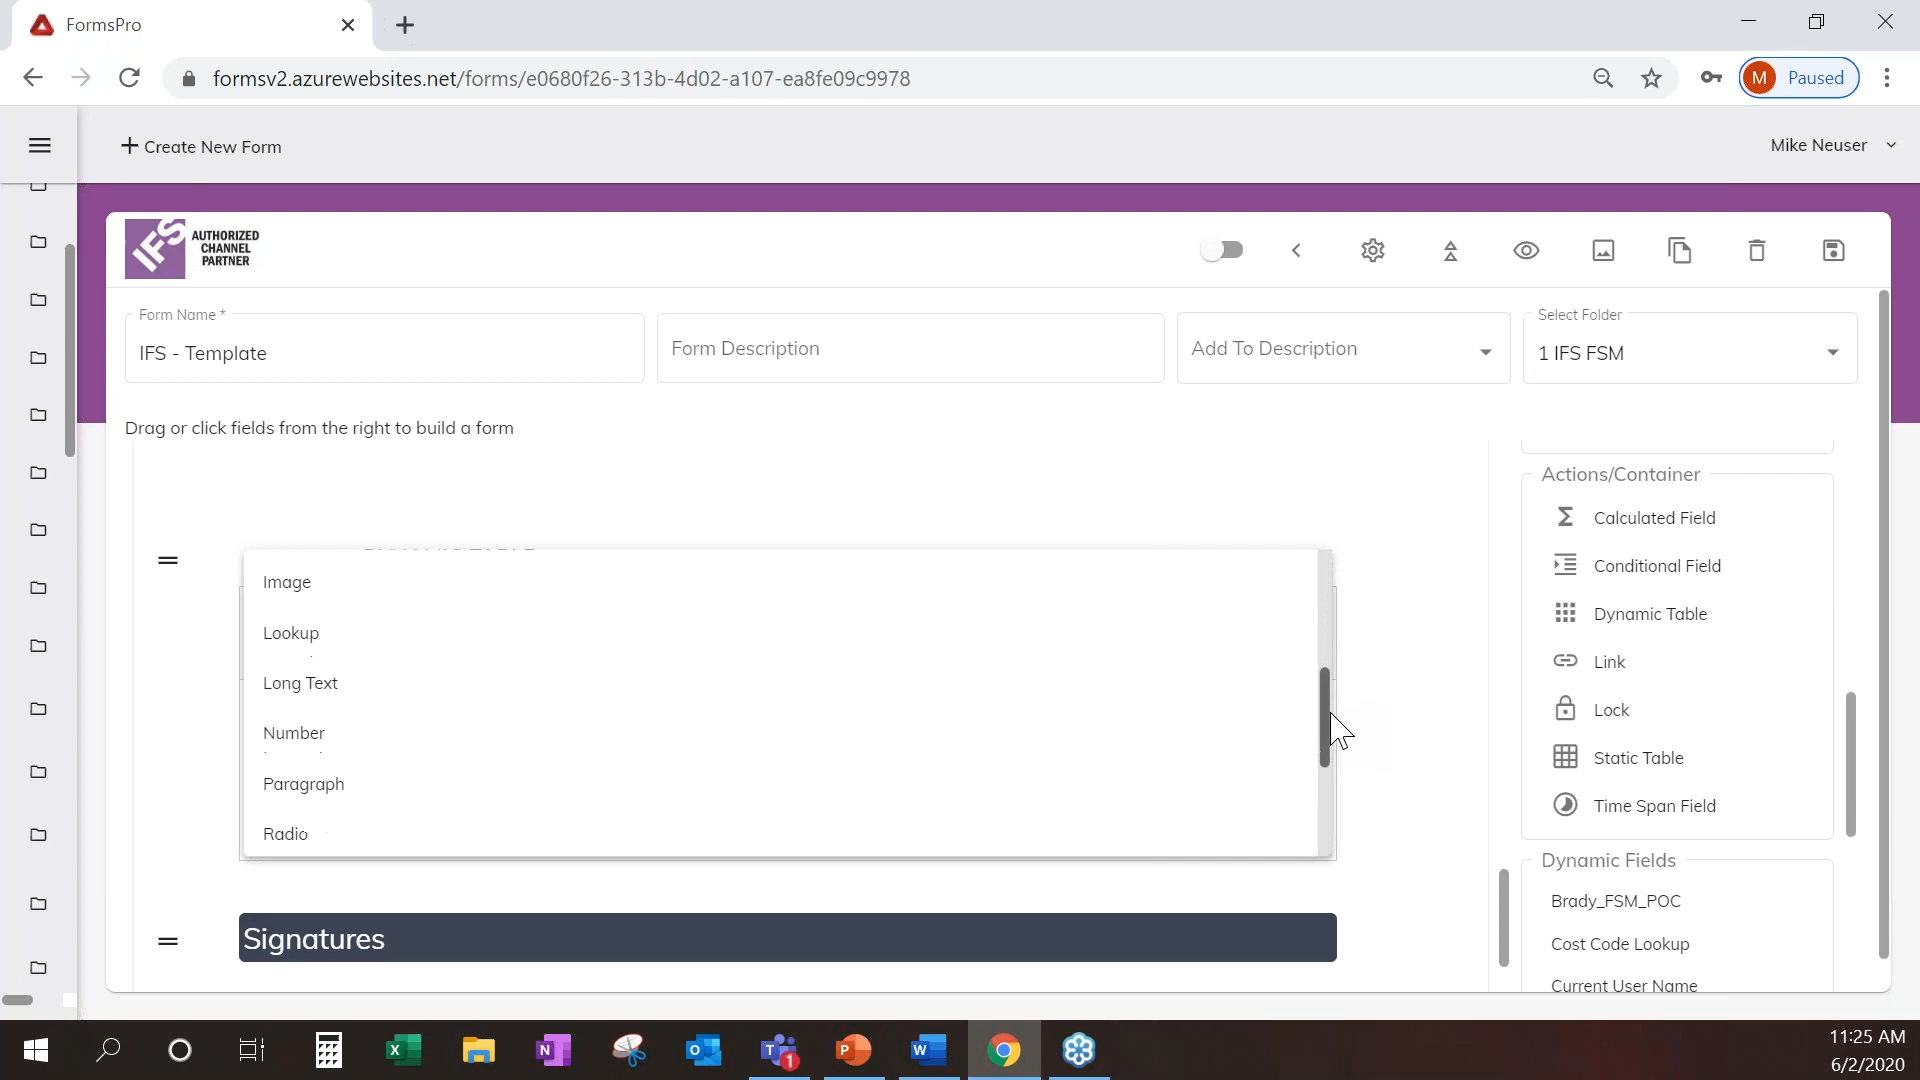 FormsPro
formsv2.azurewebsites.net/forms/e0680f26-313b-4d02-a107-ea8fe09c9978
M Paused
+ Create New Form
Mike Neuser
IFS AUTHORIZED
CHANNEL
PARTNER
Form Name *
IFS - Template
Form Description
Add To Description
Select Folder
1 IFS FSM
Drag or click fields from the right to build a form
Image
Lookup
Long Text
Number
Paragraph
Radio
Signatures
Actions/Container
Calculated Field
Conditional Field
Dynamic Table
Link
Lock
Static Table
Time Span Field
Dynamic Fields
Brady_FSM_POC
Cost Code Lookup
Current User Name
11:25 AM
6/2/2020